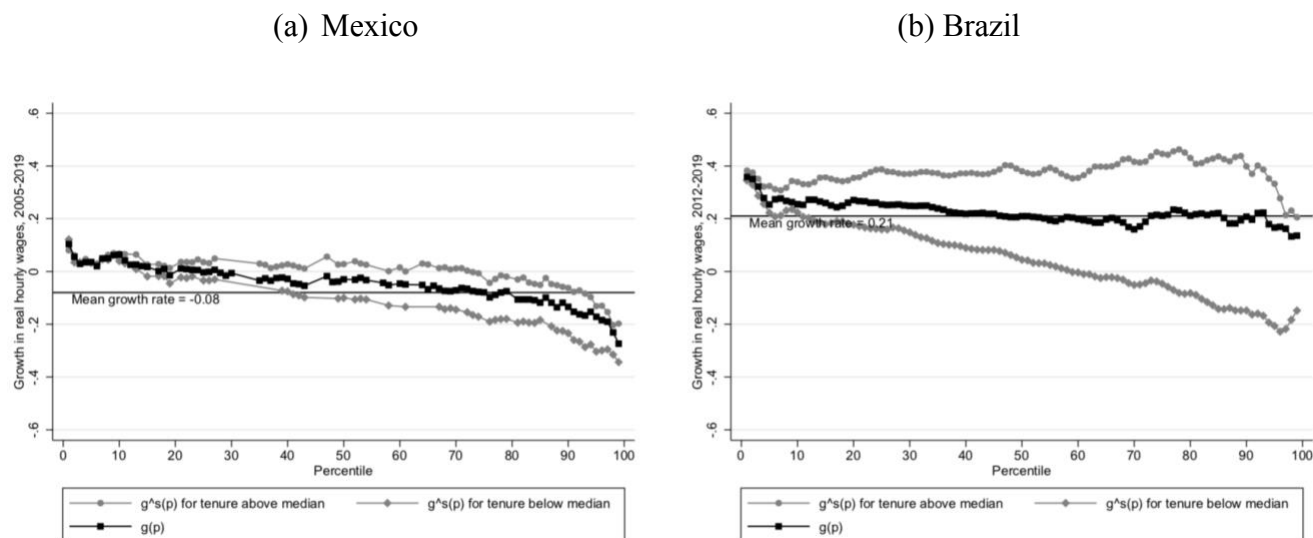 (a) Mexico
(b) Brazil
Growth in real hourly wages, 2005-2019
.6
.4
.2
0
-.2
-.4
-.6
Mean growth rate = -0.08
0 10 20 30 40 50 60 70 80 90 100
Percentile
g^s(p) for tenure above median
g^s(p) for tenure below median
g(p)
Growth in real hourly wages, 2012-2019
.6
.4
.2
0
-.2
-.4
-.6
Mean growth rate = 0.21
0 10 20 30 40 50 60 70 80 90 100
Percentile
g^s(p) for tenure above median
g^s(p) for tenure below median
g(p)